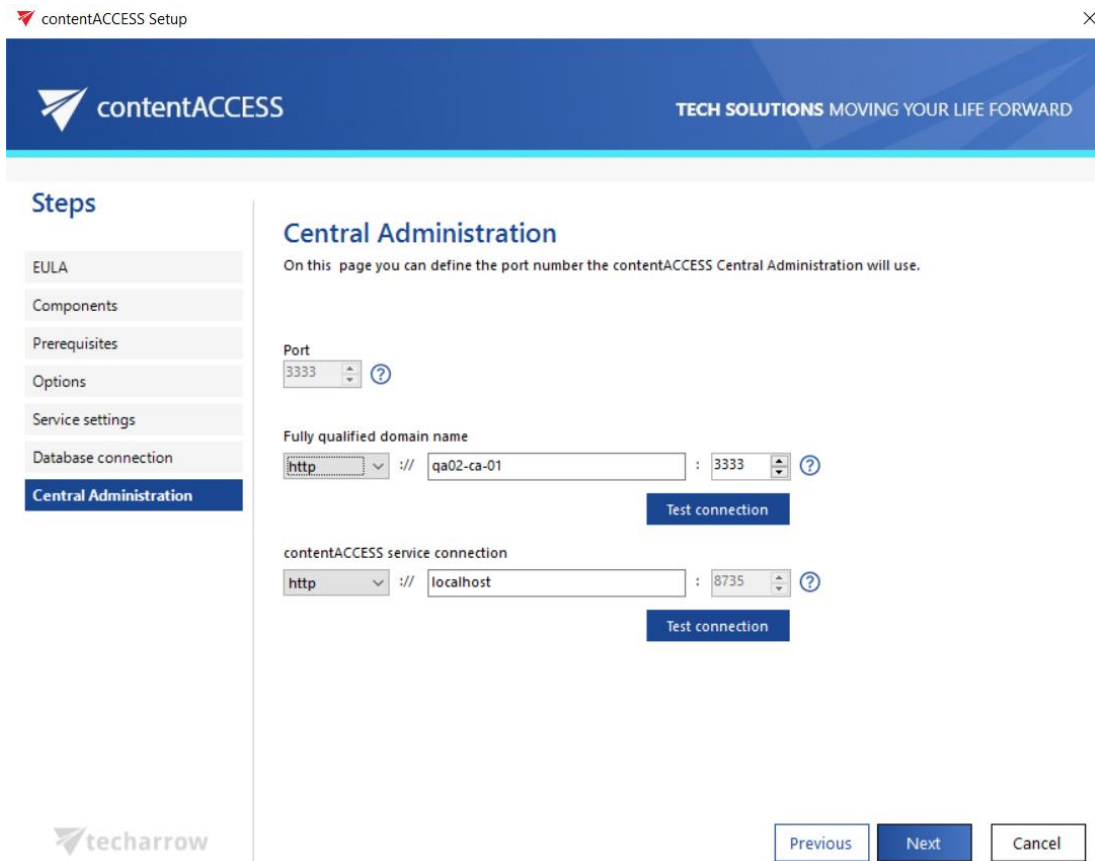 contentACCESS Setup
contentACCESS
TECH SOLUTIONS MOVING YOUR LIFE FORWARD
Steps
EULA
Components
Prerequisites
Options
Service settings
Database connection
Central Administration
Central Administration
On this page you can define the port number the contentACCESS Central Administration will use.
Port
3333 ?
Fully qualified domain name
http :// qa02-ca-01 : 3333 ?
Test connection
contentACCESS service connection
http :// localhost : 8735 ?
Test connection
techarrow
Previous Next Cancel